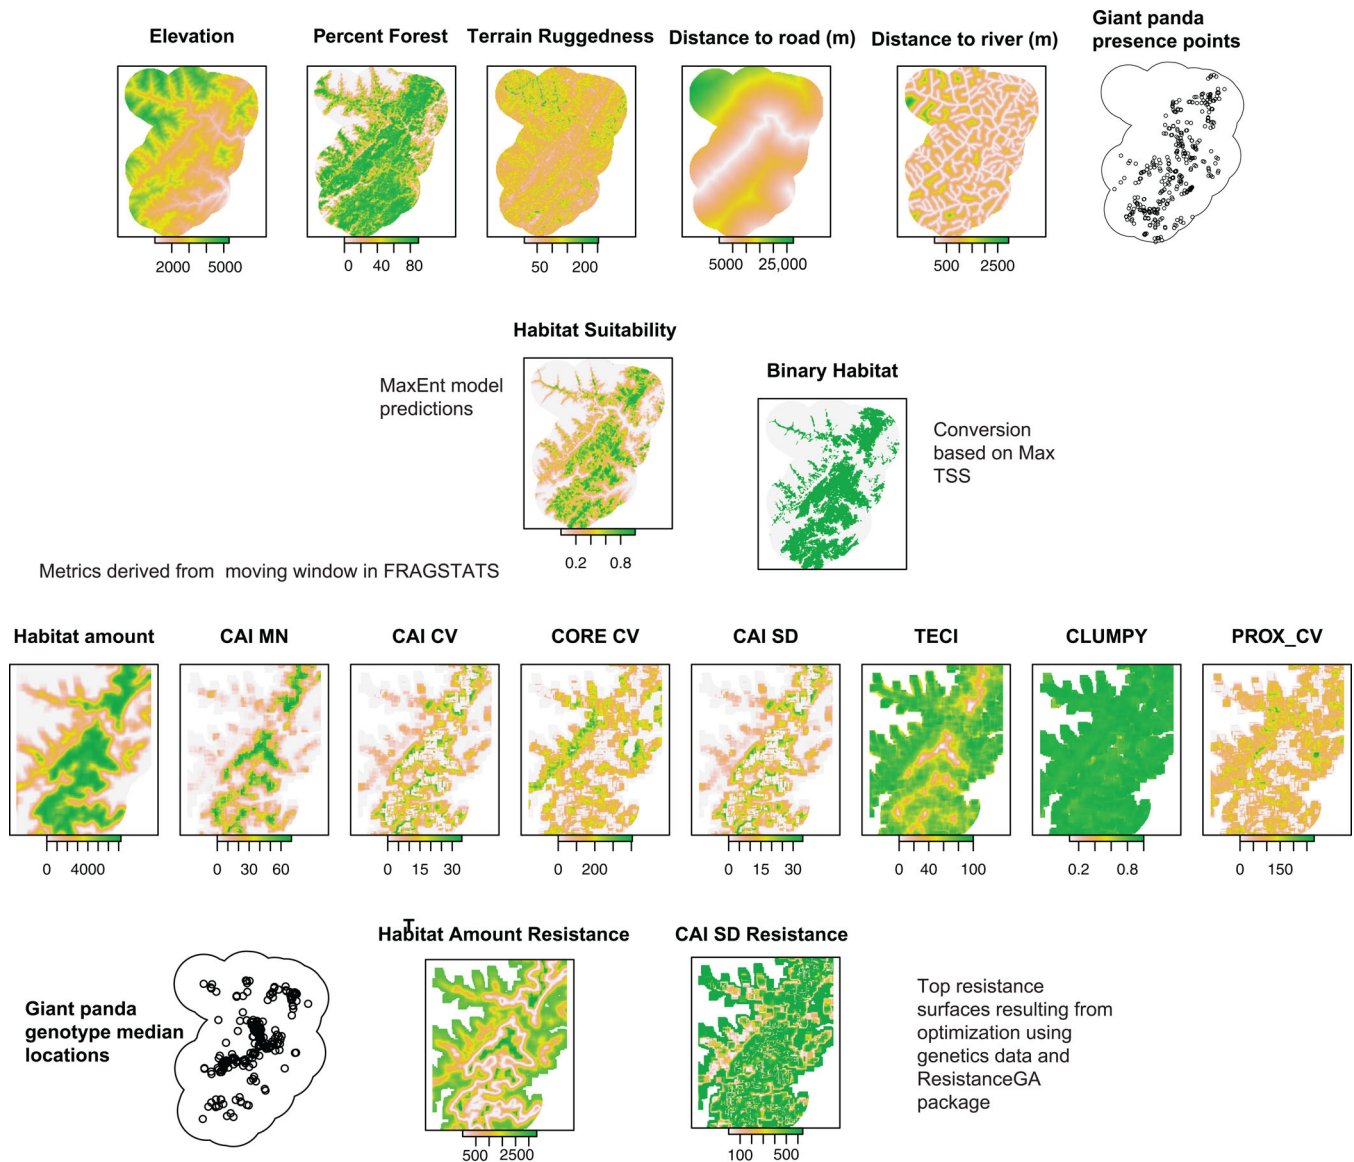 Elevation
Percent Forest
Terrain Ruggedness
Distance to road (m)
Distance to river (m)
Giant panda
presence points
2000 5000
0 40 80
50 200
5000 25,000
500 2500
Habitat Suitability
MaxEnt model
predictions
0.2 0.8
Binary Habitat
Conversion
based on Max
TSS
Metrics derived from moving window in FRAGSTATS
Habitat amount
CAI MN
CAI CV
CORE CV
CAI SD
TECI
CLUMPY
PROX_CV
0 4000
0 30 60
0 15 30
0 200
0 15 30
0 40 100
0.2 0.8
0 150
Giant panda
genotype median
locations
T
Habitat Amount Resistance
500 2500
CAI SD Resistance
100 500
Top resistance
surfaces resulting from
optimization using
genetics data and
ResistanceGA
package